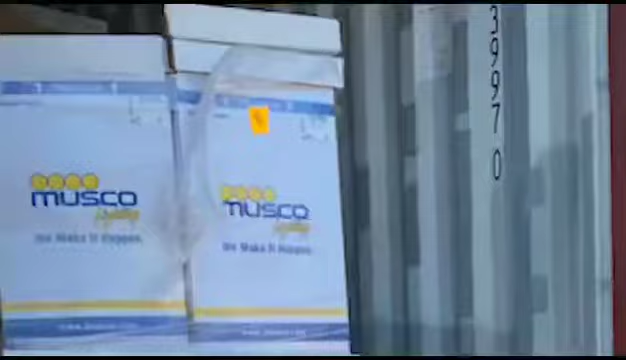 musco
Lighting
We Make It Happen.
musco
Lighting
We Make It Happen.
39970